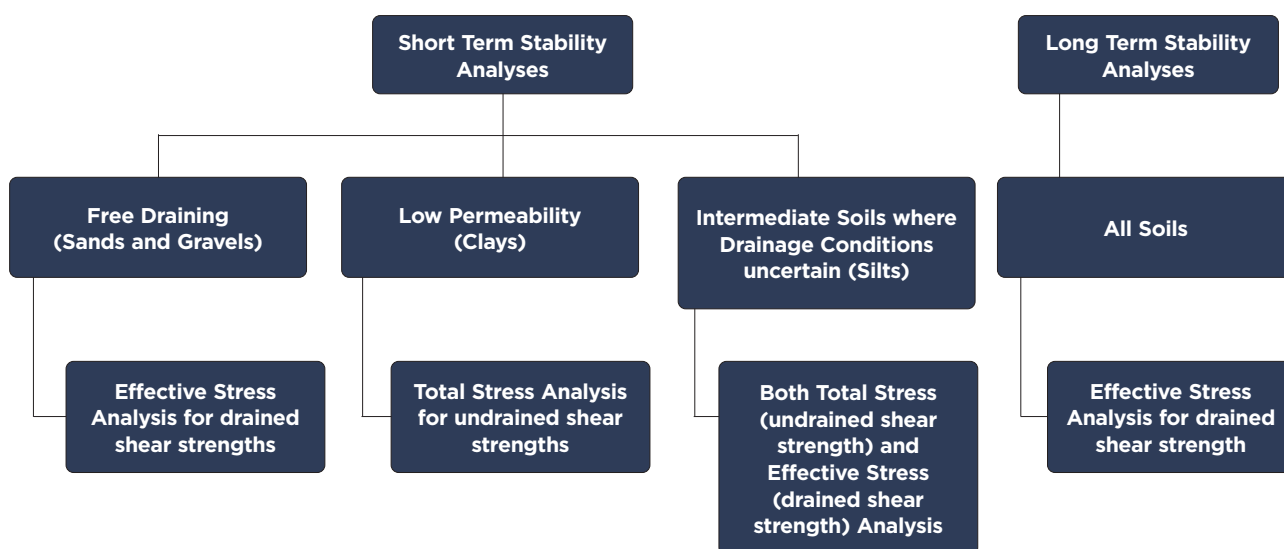 Short Term Stability
Analyses
Long Term Stability
Analyses
Free Draining
(Sands and Gravels)
Low Permeability
(Clays)
Intermediate Soils where
Drainage Conditions
uncertain (Silts)
All Soils
Effective Stress
Analysis for drained
shear strengths
Total Stress Analysis
for undrained shear
strengths
Both Total Stress
(undrained shear
strength) and
Effective Stress
(drained shear
strength) Analysis
Effective Stress
Analysis for drained
shear strength